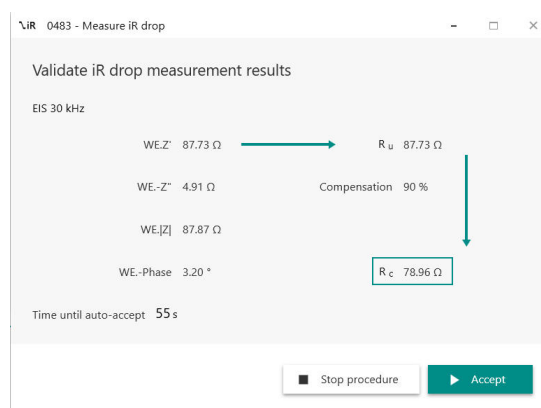 iR 0483 - Measure iR drop
Validate iR drop measurement results
EIS 30 kHz
WE.Z' 87.73 Ω R u 87.73 Ω
WE.-Z" 4.91 Ω Compensation 90 %
WE.|Z| 87.87 Ω
WE.-Phase 3.20 ° R c 78.96 Ω
Time until auto-accept 55 s
Stop procedure Accept